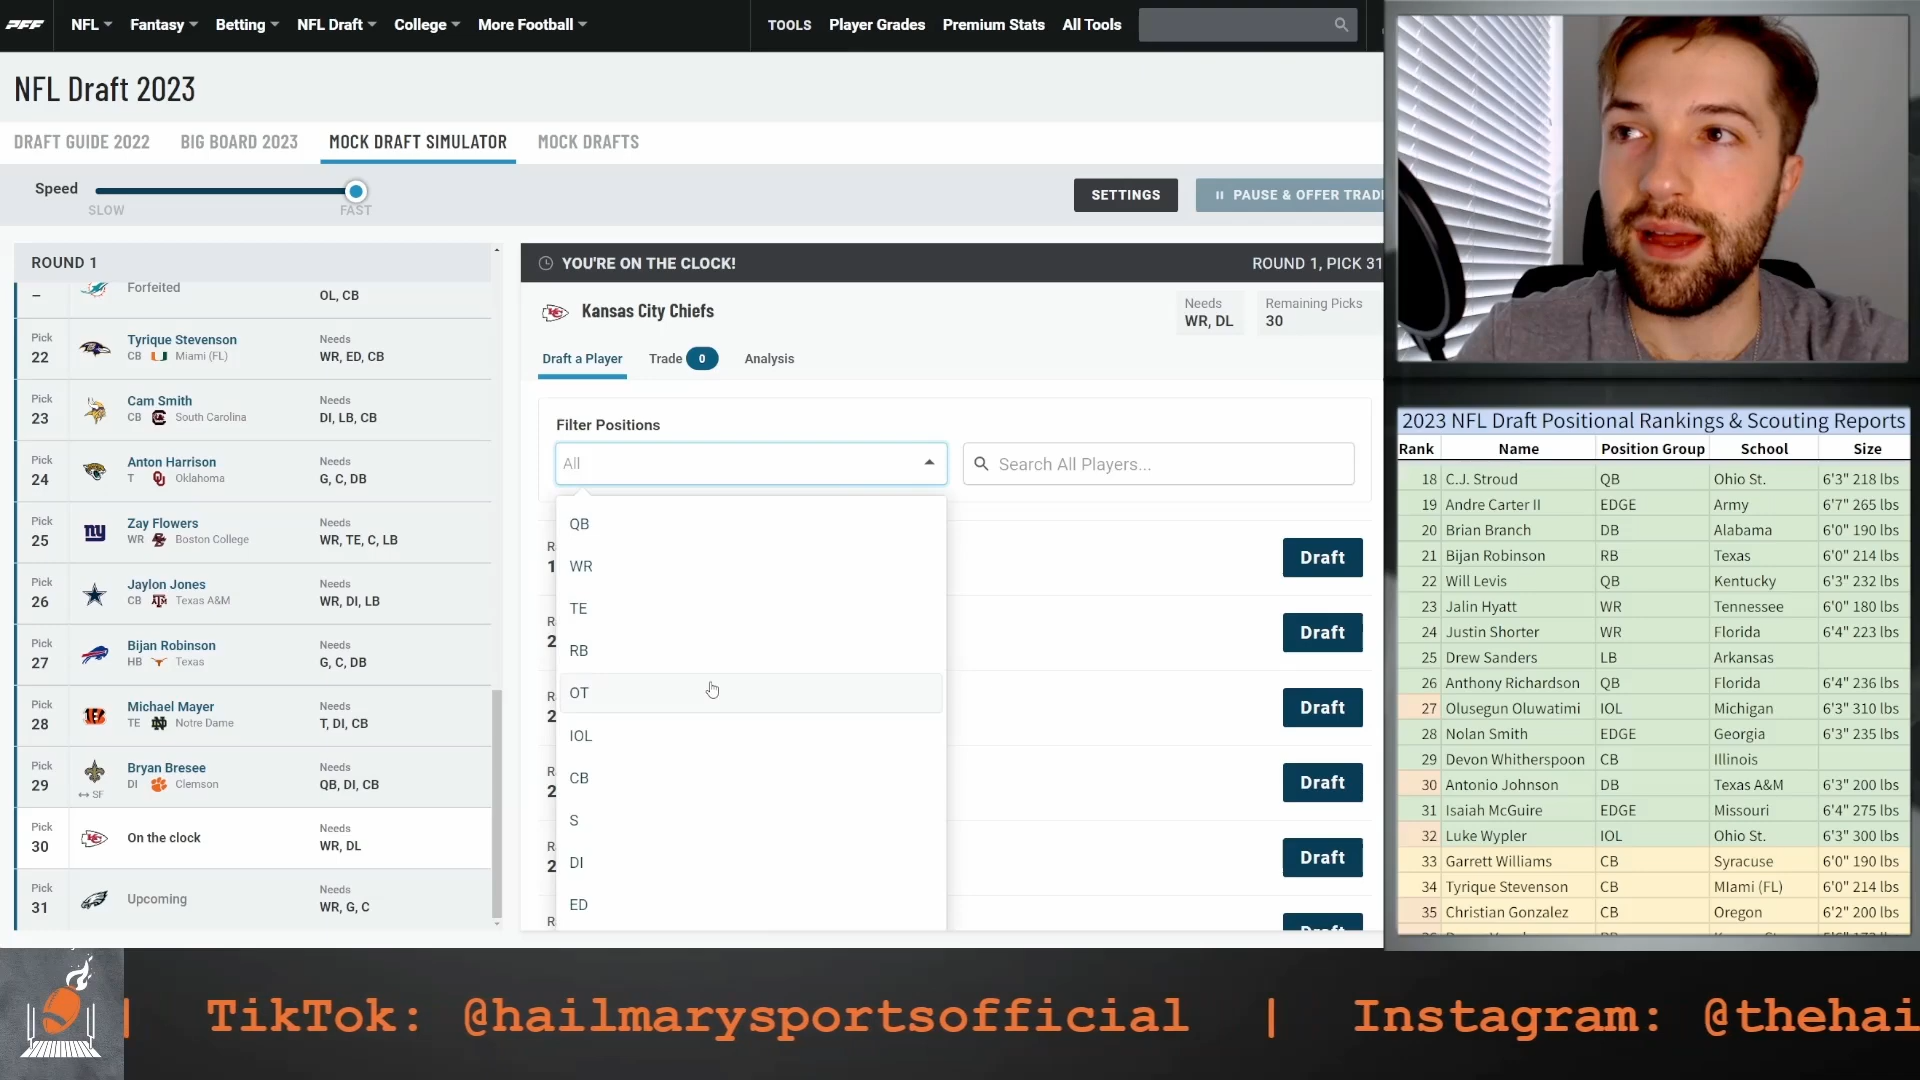 PFF NFL Fantasy Betting NFL Draft College More Football TOOLS Player Grades Premium Stats All Tools
NFL Draft 2023
DRAFT GUIDE 2022 BIG BOARD 2023 MOCK DRAFT SIMULATOR MOCK DRAFTS
Speed
SLOW FAST
SETTINGS
PAUSE & OFFER TRAD
ROUND 1
– Forfeited OL, CB
Pick 22 Tyrique Stevenson Needs
CB Miami (FL) WR, ED, CB
Pick 23 Cam Smith Needs
CB South Carolina DI, LB, CB
Pick 24 Anton Harrison Needs
T Oklahoma G, C, DB
Pick 25 Zay Flowers Needs
WR Boston College WR, TE, C, LB
Pick 26 Jaylon Jones Needs
CB Texas A&M WR, DI, LB
Pick 27 Bijan Robinson Needs
HB Texas G, C, DB
Pick 28 Michael Mayer Needs
TE Notre Dame T, DI, CB
Pick 29 Bryan Bresee Needs
↔ SF DI Clemson QB, DI, CB
Pick 30 On the clock Needs
WR, DL
Pick 31 Upcoming Needs
WR, G, C
YOU'RE ON THE CLOCK! ROUND 1, PICK 31
Kansas City Chiefs
Needs
WR, DL
Remaining Picks
30
Draft a Player Trade 0 Analysis
Filter Positions
All
Search All Players...
QB
WR
TE
RB
OT
IOL
CB
S
DI
ED
Draft
Draft
Draft
Draft
Draft
Draft
2023 NFL Draft Positional Rankings & Scouting Reports
Rank Name Position Group School Size
18 C.J. Stroud QB Ohio St. 6'3" 218 lbs
19 Andre Carter II EDGE Army 6'7" 265 lbs
20 Brian Branch DB Alabama 6'0" 190 lbs
21 Bijan Robinson RB Texas 6'0" 214 lbs
22 Will Levis QB Kentucky 6'3" 232 lbs
23 Jalin Hyatt WR Tennessee 6'0" 180 lbs
24 Justin Shorter WR Florida 6'4" 223 lbs
25 Drew Sanders LB Arkansas
26 Anthony Richardson QB Florida 6'4" 236 lbs
27 Olusegun Oluwatimi IOL Michigan 6'3" 310 lbs
28 Nolan Smith EDGE Georgia 6'3" 235 lbs
29 Devon Witherspoon CB Illinois
30 Antonio Johnson DB Texas A&M 6'3" 200 lbs
31 Isaiah McGuire EDGE Missouri 6'4" 275 lbs
32 Luke Wypler IOL Ohio St. 6'3" 300 lbs
33 Garrett Williams CB Syracuse 6'0" 190 lbs
34 Tyrique Stevenson CB MIami (FL) 6'0" 214 lbs
35 Christian Gonzalez CB Oregon 6'2" 200 lbs
| TikTok: @hailmarysportsofficial | Instagram: @thehai